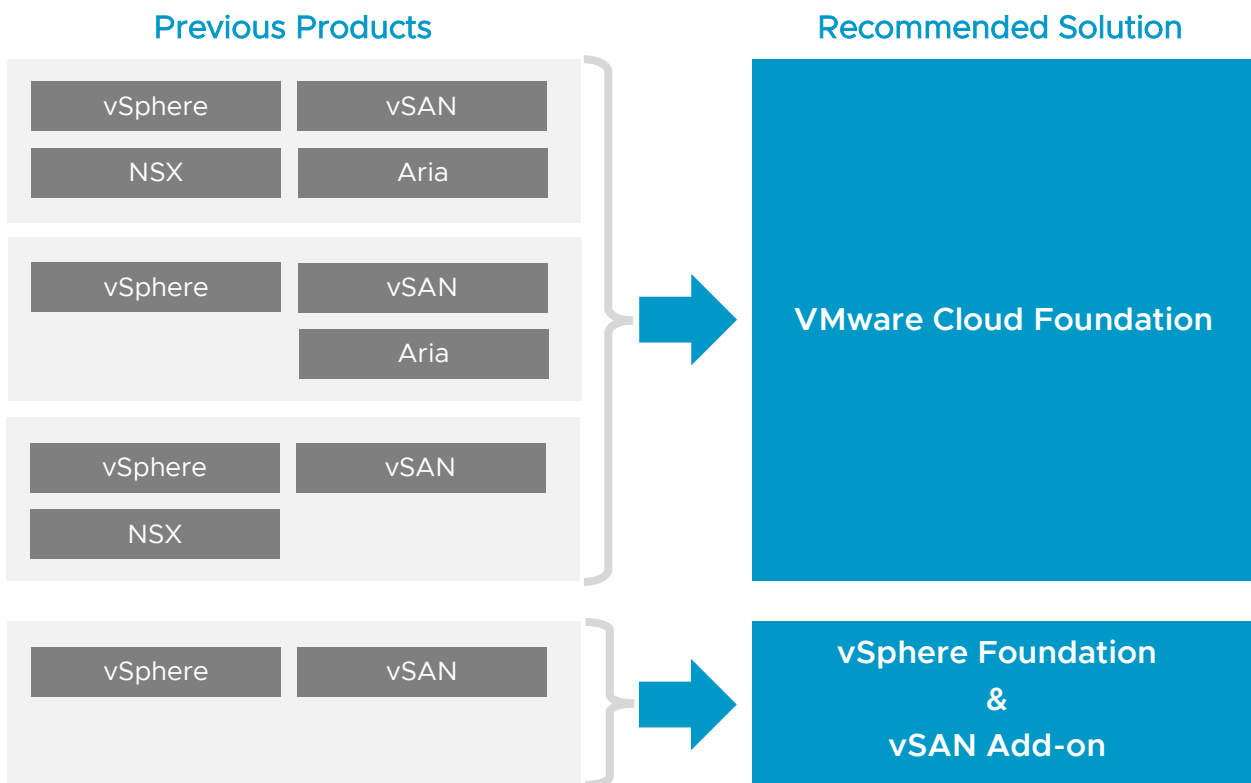 Previous Products
Recommended Solution
vSphere
vSAN
NSX
Aria
vSphere
vSAN
Aria
vSphere
vSAN
NSX
VMware Cloud Foundation
vSphere
vSAN
vSphere Foundation
&
vSAN Add-on